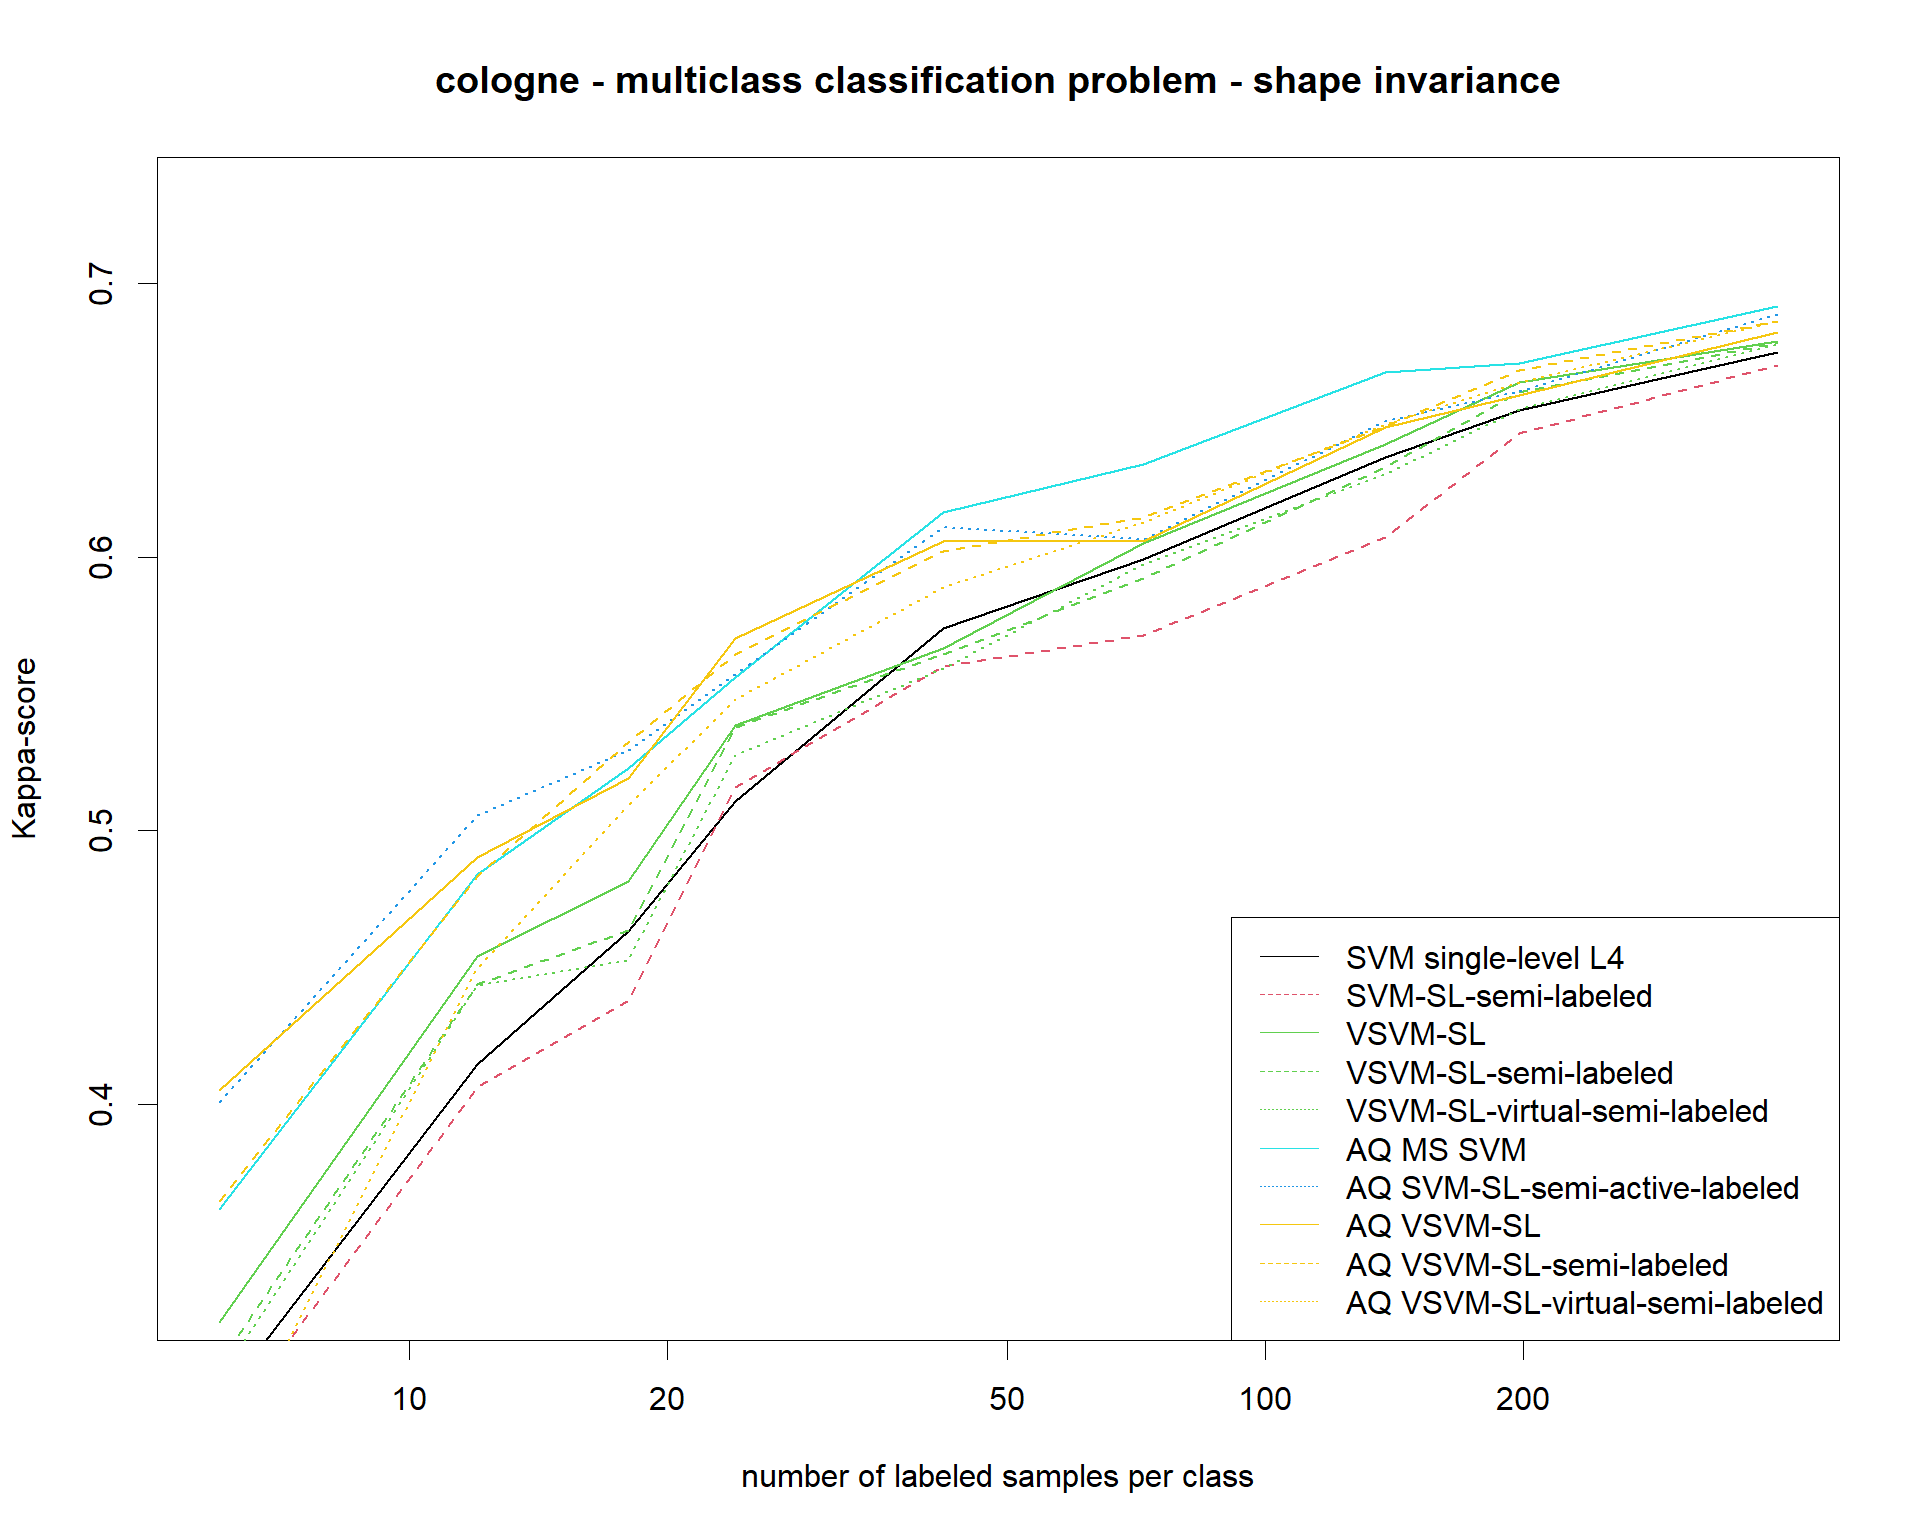 cologne - multiclass classification problem - shape invariance
Kappa-score
0.7
0.6
0.5
0.4
SVM single-level L4
SVM-SL-semi-labeled
VSVM-SL
VSVM-SL-semi-labeled
VSVM-SL-virtual-semi-labeled
AQ MS SVM
AQ SVM-SL-semi-active-labeled
AQ VSVM-SL
AQ VSVM-SL-semi-labeled
AQ VSVM-SL-virtual-semi-labeled
10 20 50 100 200
number of labeled samples per class